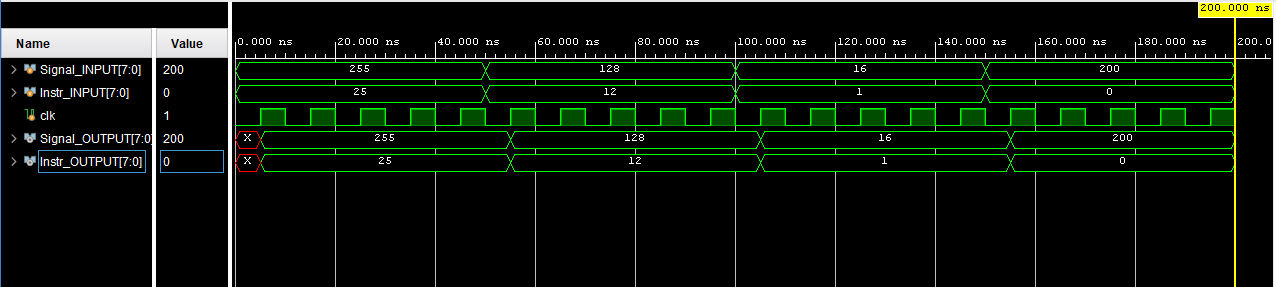 200.000 ns
Name Value
0.000 ns 20.000 ns 40.000 ns 60.000 ns 80.000 ns 100.000 ns 120.000 ns 140.000 ns 160.000 ns 180.000 ns 200.0
Signal_INPUT[7:0] 200 255 128 16 200
Instr_INPUT[7:0] 0 25 12 1 0
clk 1
Signal_OUTPUT[7:0 200 X 255 128 16 200
Instr_OUTPUT[7:0] 0 X 25 12 1 0